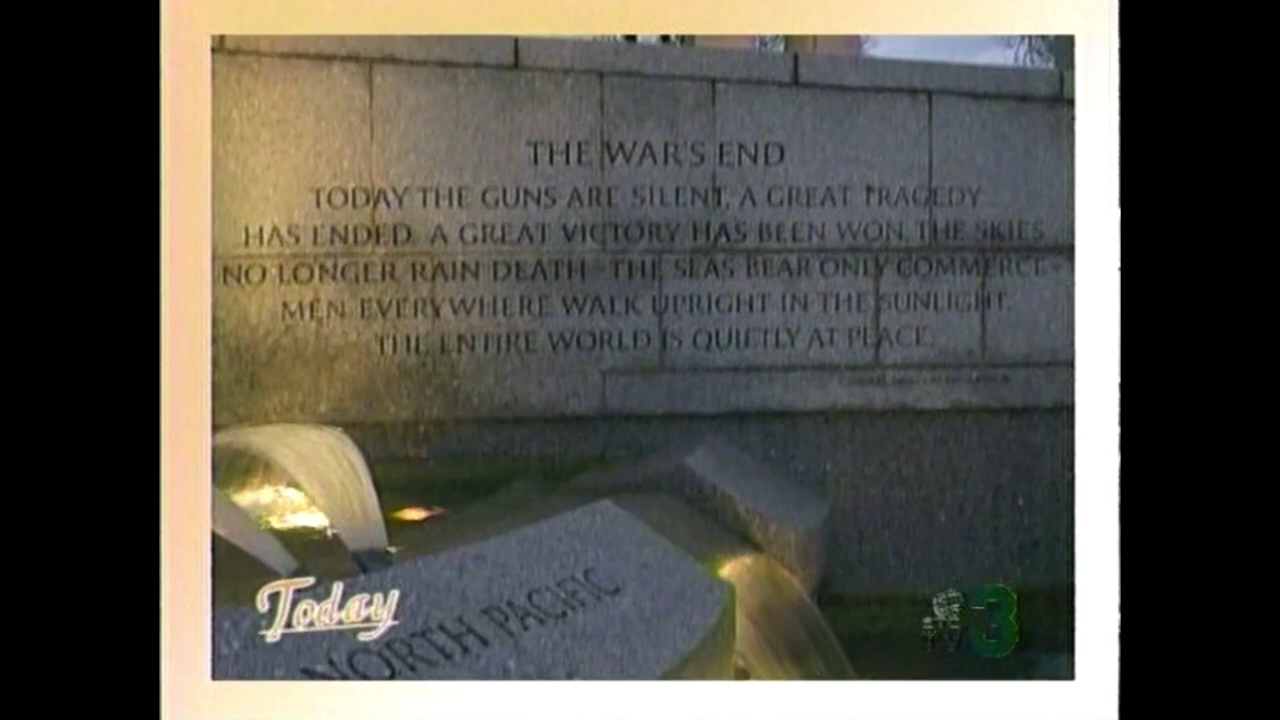 THE WAR'S END
TODAY THE GUNS ARE SILENT, A GREAT TRAGEDY
HAS ENDED. A GREAT VICTORY HAS BEEN WON. THE SKIES
NO LONGER RAIN DEATH - THE SEAS BEAR ONLY COMMERCE -
MEN EVERYWHERE WALK UPRIGHT IN THE SUNLIGHT.
THE ENTIRE WORLD IS QUIETLY AT PEACE.
NORTH PACIFIC
Today
3